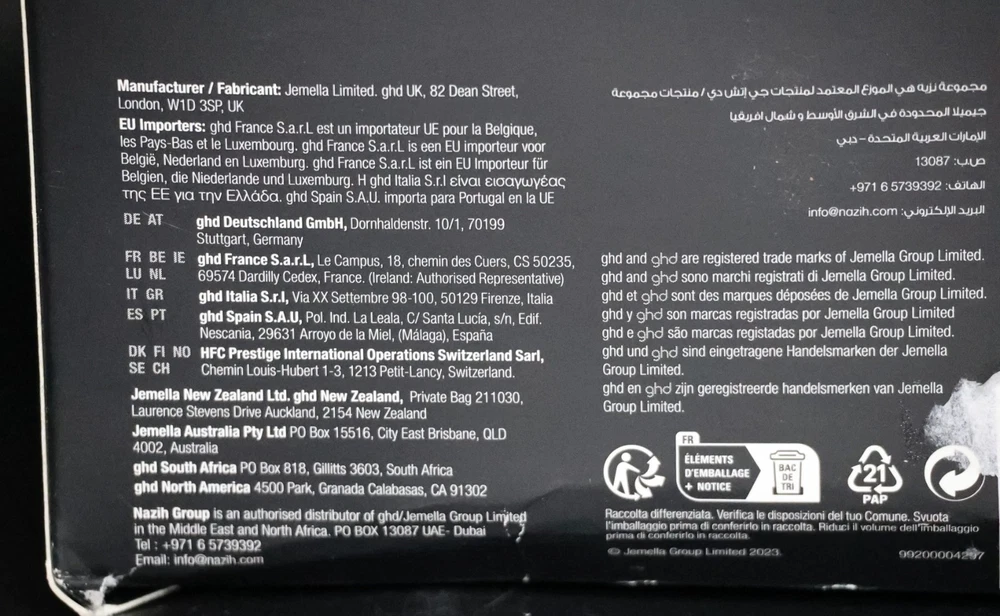 Manufacturer / Fabricant: Jemella Limited. ghd UK, 82 Dean Street,
London, W1D 3SP, UK
EU Importers: ghd France S.a.r.L est un importateur UE pour la Belgique,
les Pays-Bas et le Luxembourg. ghd France S.a.r.L is een EU importeur voor
België, Nederland en Luxemburg. ghd France S.a.r.L ist ein EU Importeur für
Belgien, die Niederlande und Luxemburg. Η ghd Italia S.r.l είναι εισαγωγέας
της ΕΕ για την Ελλάδα. ghd Spain S.A.U. importa para Portugal en la UE
DE AT ghd Deutschland GmbH, Dornhaldenstr. 10/1, 70199
Stuttgart, Germany
FR BE IE ghd France S.a.r.L, Le Campus, 18, chemin des Cuers, CS 50235,
LU NL 69574 Dardilly Cedex, France. (Ireland: Authorised Representative)
IT GR ghd Italia S.r.l, Via XX Settembre 98-100, 50129 Firenze, Italia
ES PT ghd Spain S.A.U, Pol. Ind. La Leala, C/ Santa Lucía, s/n, Edif.
Nescania, 29631 Arroyo de la Miel, (Málaga), España
DK FI NO HFC Prestige International Operations Switzerland Sarl,
SE CH Chemin Louis-Hubert 1-3, 1213 Petit-Lancy, Switzerland.
Jemella New Zealand Ltd. ghd New Zealand, Private Bag 211030,
Laurence Stevens Drive Auckland, 2154 New Zealand
Jemella Australia Pty Ltd PO Box 15516, City East Brisbane, QLD
4002, Australia
ghd South Africa PO Box 818, Gillitts 3603, South Africa
ghd North America 4500 Park, Granada Calabasas, CA 91302
Nazih Group is an authorised distributor of ghd/Jemella Group Limited
in the Middle East and North Africa. PO BOX 13087 UAE- Dubai
Tel : +971 6 5739392
Email: info@nazih.com
مجموعة نزيه هي الموزع المعتمد لمنتجات جي إتش دي / منتجات مجموعة
جيميلا المحدودة في الشرق الأوسط و شمال افريقيا
الإمارات العربية المتحدة - دبي
ص.ب: 13087
الهاتف: 5739392 6 971+
البريد الإلكتروني: info@nazih.com
ghd and ghd are registered trade marks of Jemella Group Limited.
ghd and ghd sono marchi registrati di Jemella Group Limited.
ghd et ghd sont des marques déposées de Jemella Group Limited.
ghd y ghd son marcas registradas por Jemella Group Limited
ghd e ghd são marcas registadas por Jemella Group Limited.
ghd und ghd sind eingetragene Handelsmarken der Jemella
Group Limited.
ghd en ghd zijn geregistreerde handelsmerken van Jemella
Group Limited.
FR
ÉLÉMENTS
D'EMBALLAGE
+ NOTICE
BAC
DE
TRI
21
PAP
Raccolta differenziata. Verifica le disposizioni del tuo Comune. Svuota
l'imballaggio prima di conferirlo in raccolta. Riduci il volume dell'imballaggio
prima di conferirlo in raccolta.
© Jemella Group Limited 2023.